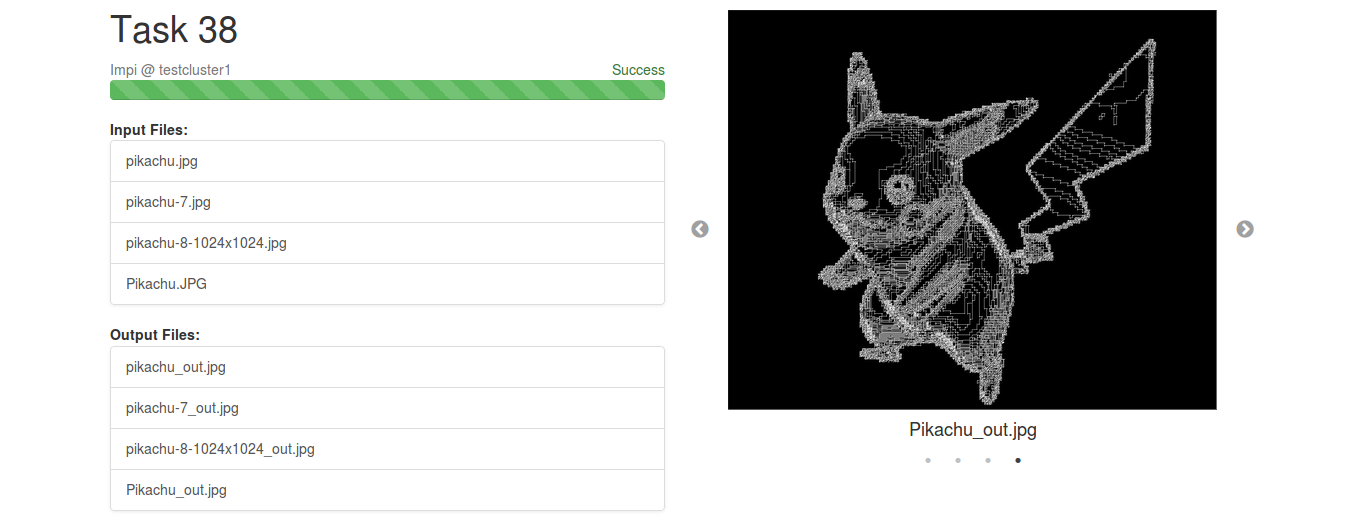 Task 38
Impi @ testcluster1
Success
Input Files:
pikachu.jpg
pikachu-7.jpg
pikachu-8-1024x1024.jpg
Pikachu.JPG
Output Files:
pikachu_out.jpg
pikachu-7_out.jpg
pikachu-8-1024x1024_out.jpg
Pikachu_out.jpg
Pikachu_out.jpg